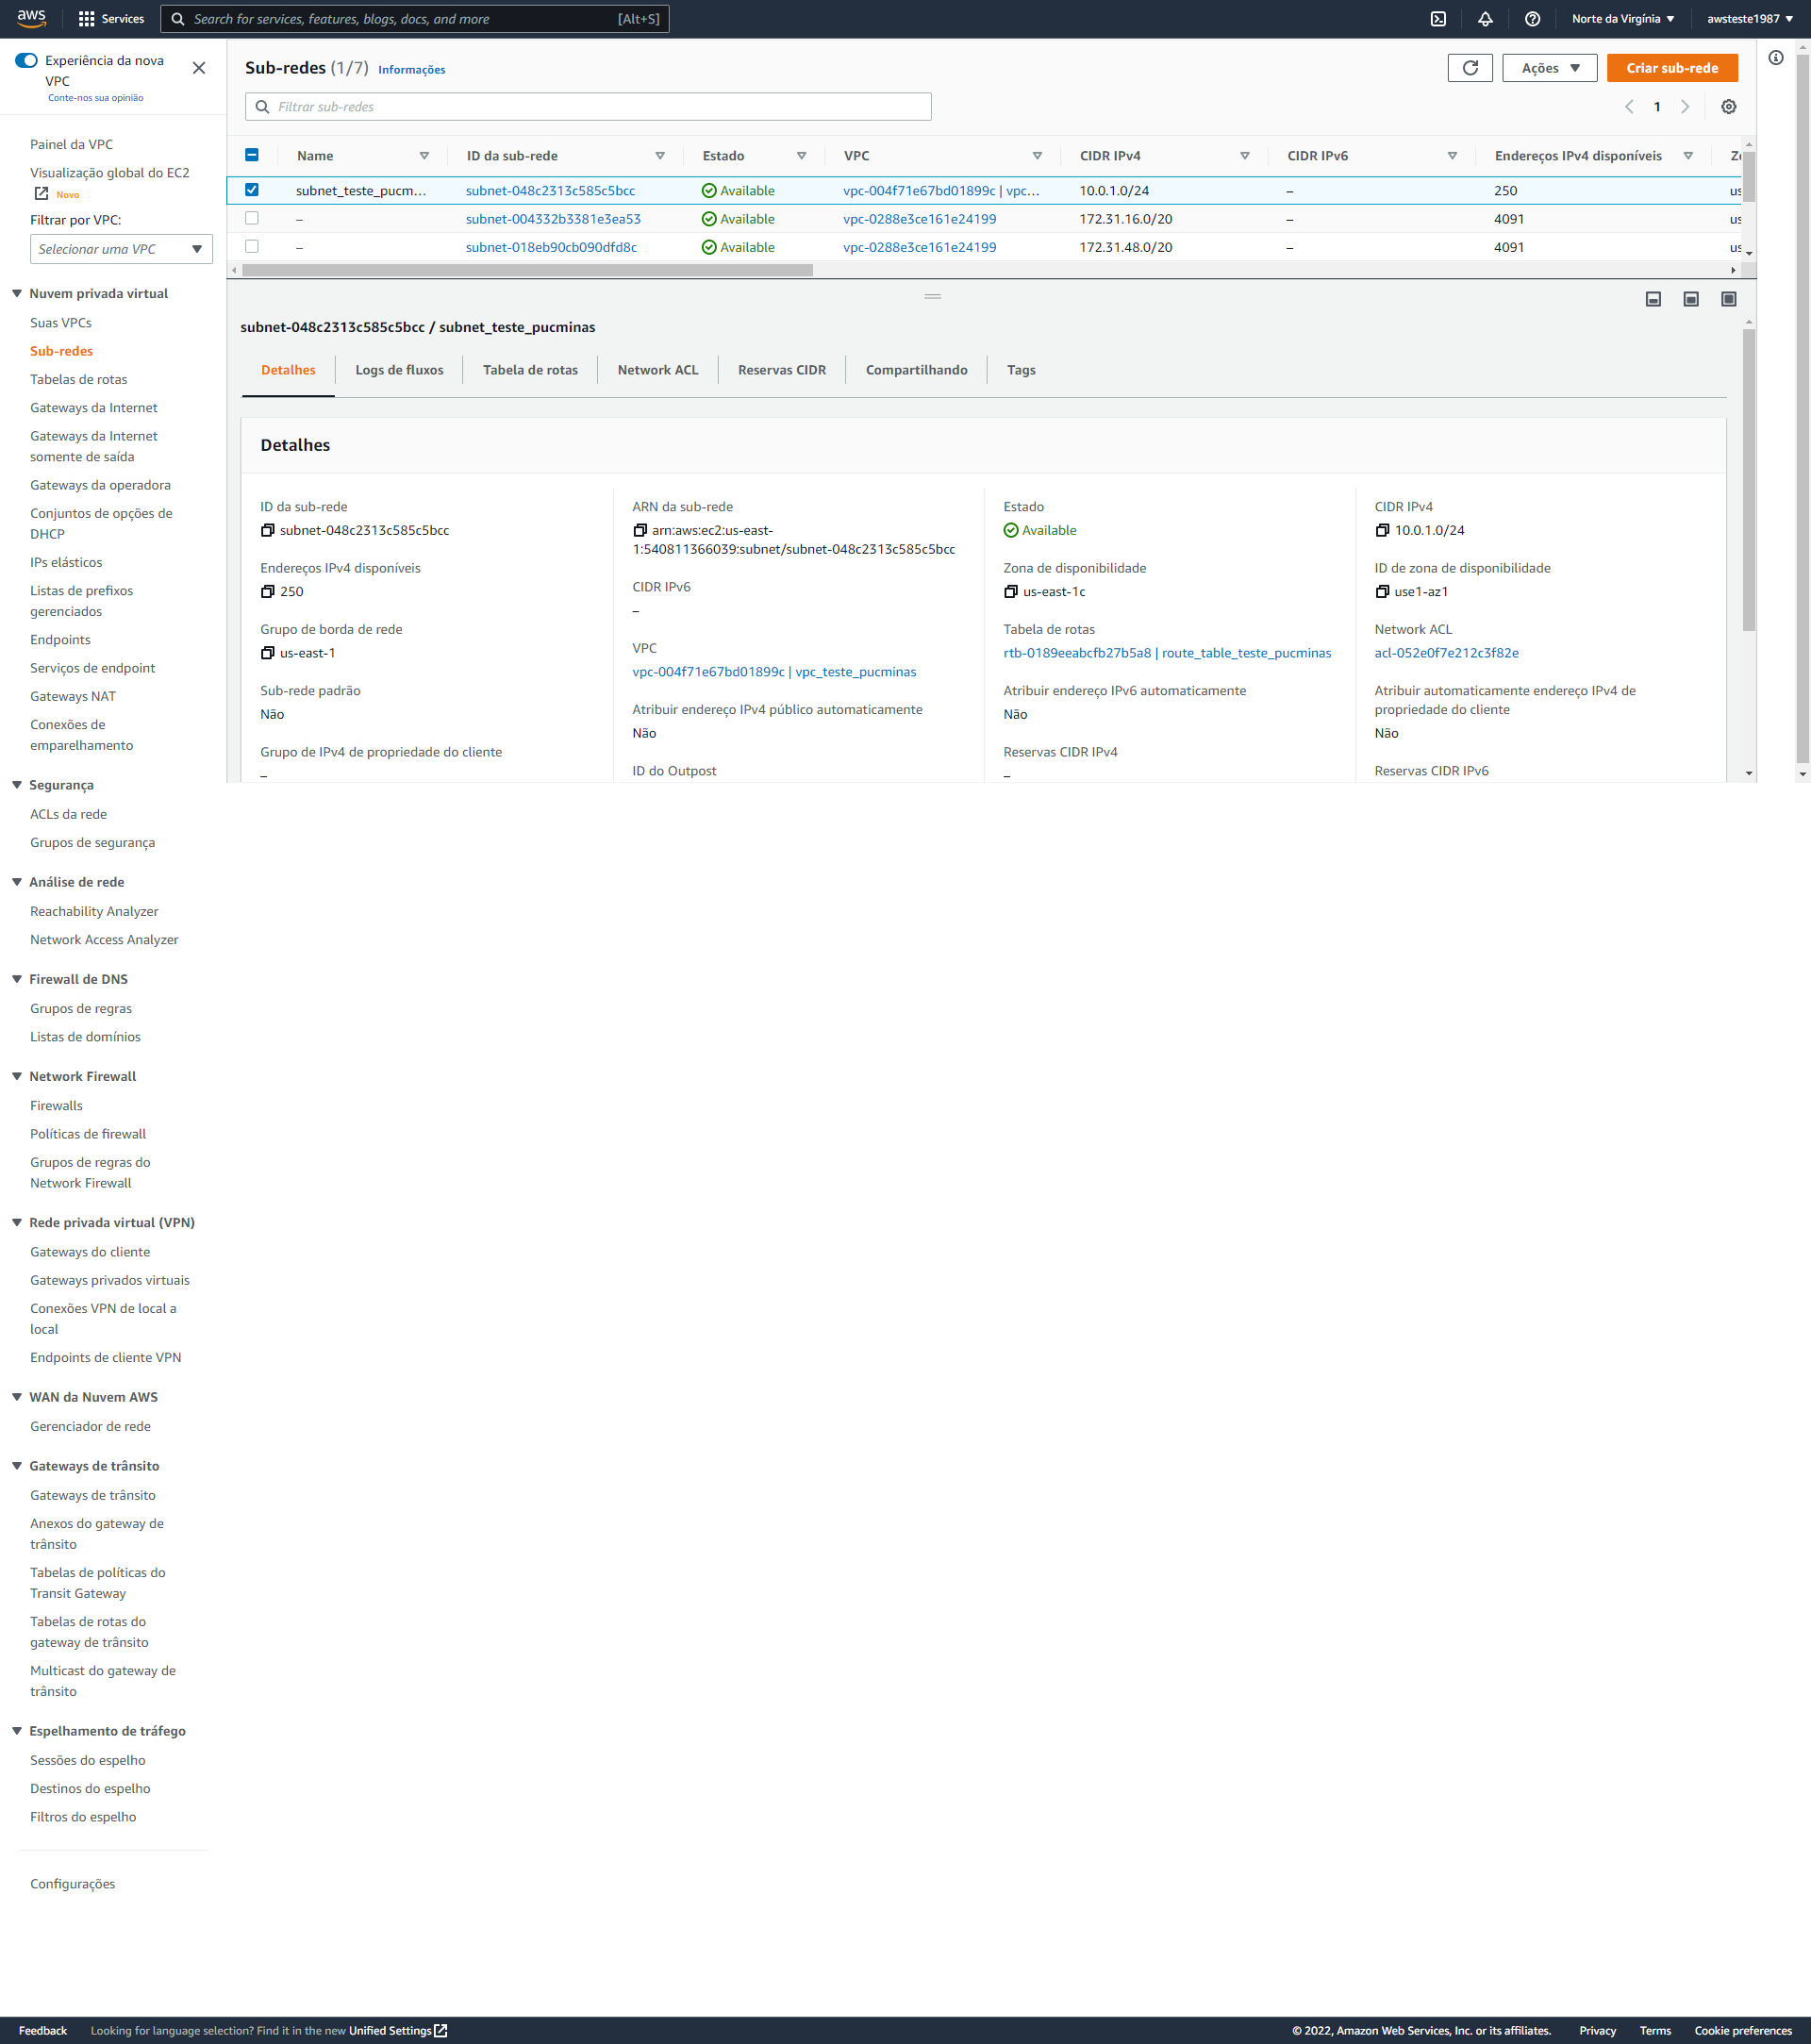 aws
Services
Search for services, features, blogs, docs, and more [Alt+S]
Norte da Virgínia
awsteste1987
Experiência da nova
VPC
Conte-nos sua opinião
Painel da VPC
Visualização global do EC2
Novo
Filtrar por VPC:
Selecionar uma VPC
Nuvem privada virtual
Suas VPCs
Sub-redes
Tabelas de rotas
Gateways da Internet
Gateways da Internet
somente de saída
Gateways da operadora
Conjuntos de opções de
DHCP
IPs elásticos
Listas de prefixos
gerenciados
Endpoints
Serviços de endpoint
Gateways NAT
Conexões de
emparelhamento
Segurança
ACLs da rede
Grupos de segurança
Análise de rede
Reachability Analyzer
Network Access Analyzer
Firewall de DNS
Grupos de regras
Listas de domínios
Network Firewall
Firewalls
Políticas de firewall
Grupos de regras do
Network Firewall
Rede privada virtual (VPN)
Gateways do cliente
Gateways privados virtuais
Conexões VPN de local a
local
Endpoints de cliente VPN
WAN da Nuvem AWS
Gerenciador de rede
Gateways de trânsito
Gateways de trânsito
Anexos do gateway de
trânsito
Tabelas de políticas do
Transit Gateway
Tabelas de rotas do
gateway de trânsito
Multicast do gateway de
trânsito
Espelhamento de tráfego
Sessões do espelho
Destinos do espelho
Filtros do espelho
Configurações
Sub-redes (1/7) Informações
Ações
Criar sub-rede
Filtrar sub-redes
1
Name ID da sub-rede Estado VPC CIDR IPv4 CIDR IPv6 Endereços IPv4 disponíveis
subnet_teste_pucm... subnet-048c2313c585c5bcc Available vpc-004f71e67bd01899c | vpc... 10.0.1.0/24 – 250 us
– subnet-004332b3381e3ea53 Available vpc-0288e3ce161e24199 172.31.16.0/20 – 4091 us
– subnet-018eb90cb090dfd8c Available vpc-0288e3ce161e24199 172.31.48.0/20 – 4091 us
subnet-048c2313c585c5bcc / subnet_teste_pucminas
Detalhes Logs de fluxos Tabela de rotas Network ACL Reservas CIDR Compartilhando Tags
Detalhes
ID da sub-rede
subnet-048c2313c585c5bcc
Endereços IPv4 disponíveis
250
Grupo de borda de rede
us-east-1
Sub-rede padrão
Não
Grupo de IPv4 de propriedade do cliente
–
ARN da sub-rede
arn:aws:ec2:us-east-
1:540811366039:subnet/subnet-048c2313c585c5bcc
CIDR IPv6
–
VPC
vpc-004f71e67bd01899c | vpc_teste_pucminas
Atribuir endereço IPv4 público automaticamente
Não
ID do Outpost
Estado
Available
Zona de disponibilidade
us-east-1c
Tabela de rotas
rtb-0189eeabcfb27b5a8 | route_table_teste_pucminas
Atribuir endereço IPv6 automaticamente
Não
Reservas CIDR IPv4
–
CIDR IPv4
10.0.1.0/24
ID de zona de disponibilidade
use1-az1
Network ACL
acl-052e0f7e212c3f82e
Atribuir automaticamente endereço IPv4 de
propriedade do cliente
Não
Reservas CIDR IPv6
Feedback Looking for language selection? Find it in the new Unified Settings © 2022, Amazon Web Services, Inc. or its affiliates. Privacy Terms Cookie preferences